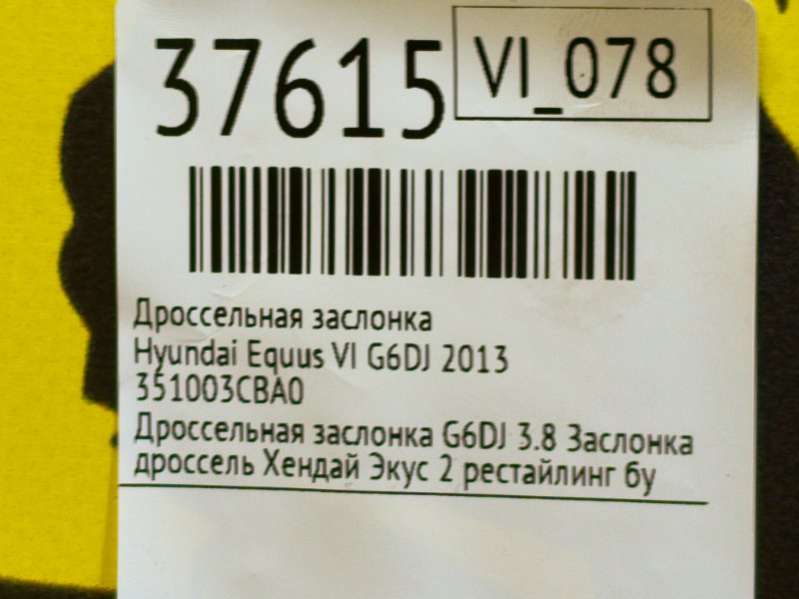 37615
VI_078
Дроссельная заслонка
Hyundai Equus VI G6DJ 2013
351003CBA0
Дроссельная заслонка G6DJ 3.8 Заслонка
дроссель Хендай Экус 2 рестайлинг бу